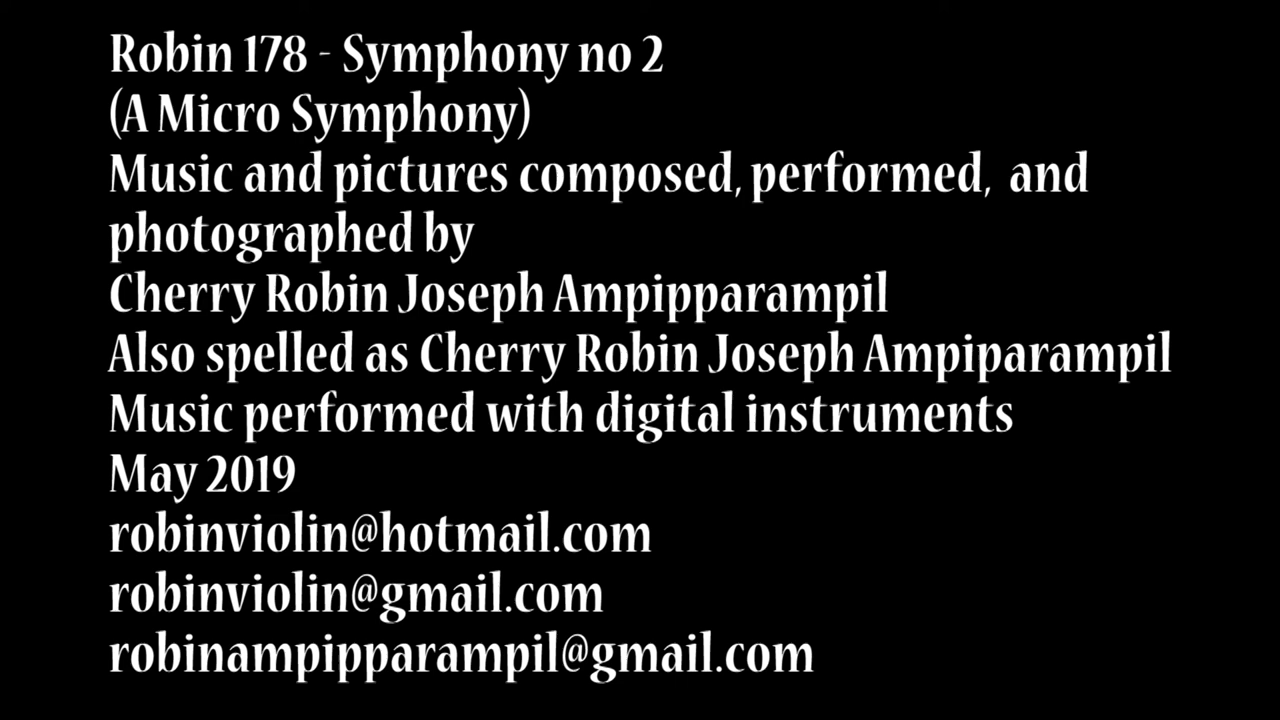 Robin 178 - Symphony no 2
(A Micro Symphony)
Music and pictures composed, performed,  and
photographed by
Cherry Robin Joseph Ampipparampil
Also spelled as Cherry Robin Joseph Ampiparampil
Music performed with digital instruments
May 2019
robinviolin@hotmail.com
robinviolin@gmail.com
robinampipparampil@gmail.com